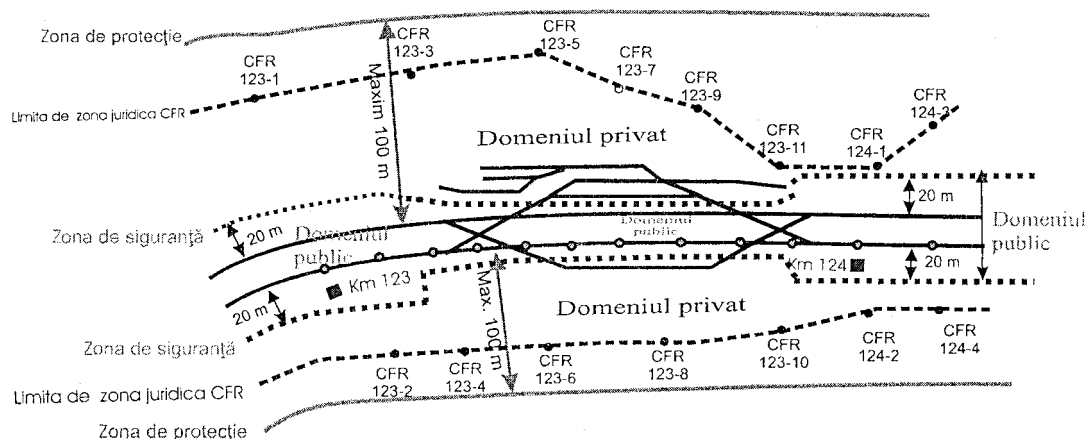 Zona de protecție
CFR
123-1
CFR
123-3
CFR
123-5
CFR
123-7
CFR
123-9
CFR
123-11
CFR
124-1
CFR
124-3
Limita de zona juridica CFR
Maxim 100 m
Domeniul privat
20 m
Zona de siguranță
20 m
Domeniul
public
Domeniul
public
Domeniul
public
Km 123
Km 124
20 m
20 m
Max. 100 m
Domeniul privat
Zona de siguranță
CFR
123-2
CFR
123-4
CFR
123-6
CFR
123-8
CFR
123-10
CFR
124-2
CFR
124-4
Limita de zona juridica CFR
Zona de protecție